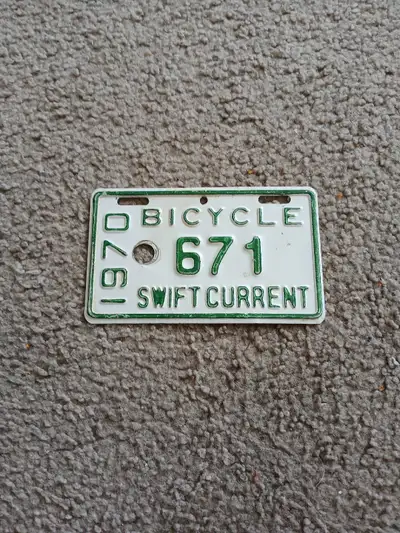 1970
BICYCLE
671
SWIFT CURRENT